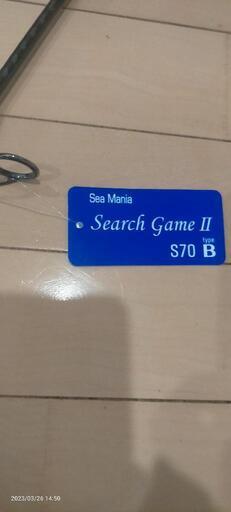 Sea Mania
Search Game II
S70 type B
2023/03/26 14:50